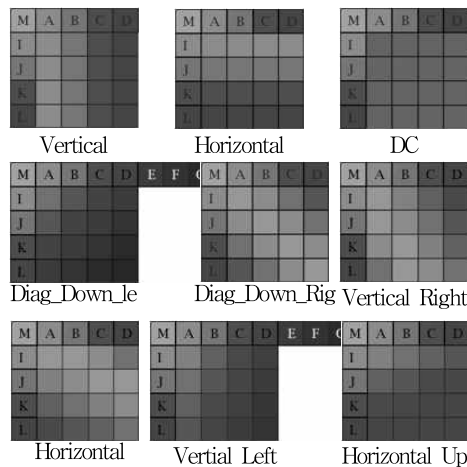 M A B C D
I
J
K
L
Vertical
M A B C D
I
J
K
L
Horizontal
M A B C D
I
J
K
L
DC
M A B C D E F
I
J
K
L
Diag_Down_le
M A B C D
I
J
K
L
Diag_Down_Rig
M A B C D
I
J
K
L
Vertical Right
M A B C D
I
J
K
L
Horizontal
M A B C D E F
I
J
K
L
Vertial Left
M A B C D
I
J
K
L
Horizontal Up